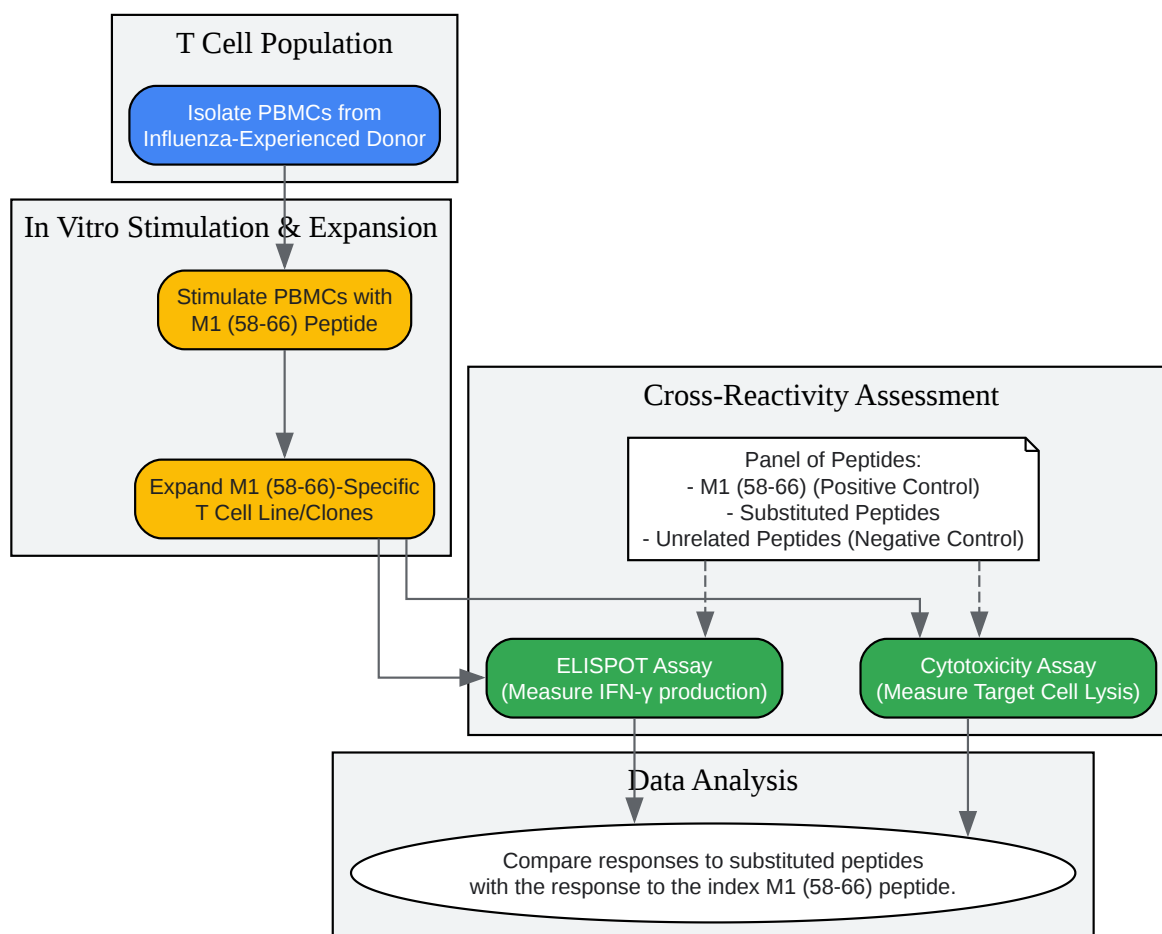 T Cell Population
Isolate PBMCs from
Influenza-Experienced Donor
In Vitro Stimulation & Expansion
Stimulate PBMCs with
M1 (58-66) Peptide
Expand M1 (58-66)-Specific
T Cell Line/Clones
Cross-Reactivity Assessment
Panel of Peptides:
- M1 (58-66) (Positive Control)
- Substituted Peptides
- Unrelated Peptides (Negative Control)
ELISPOT Assay
(Measure IFN-γ production)
Cytotoxicity Assay
(Measure Target Cell Lysis)
Data Analysis
Compare responses to substituted peptides
with the response to the index M1 (58-66) peptide.